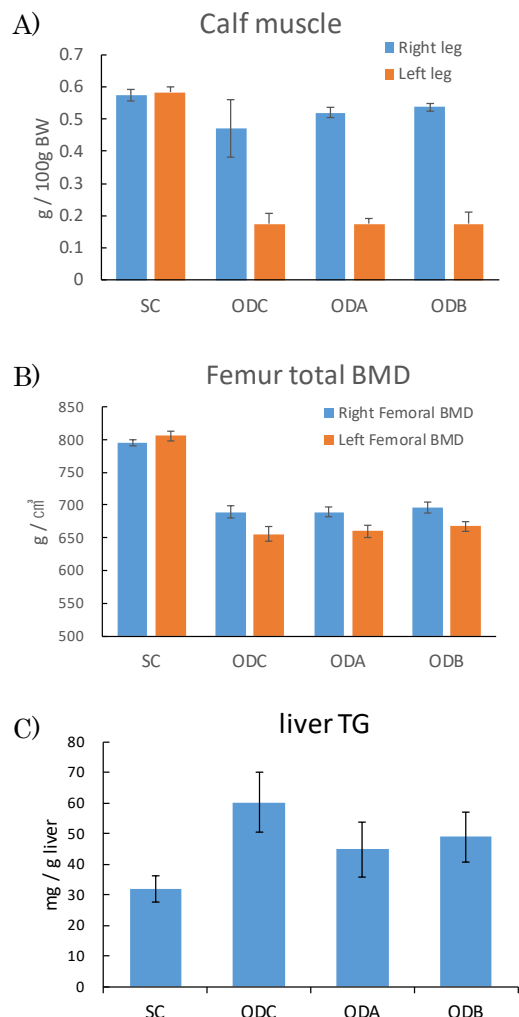 A)
Calf muscle
Right leg
Left leg
g / 100g BW
0.7
0.6
0.5
0.4
0.3
0.2
0.1
0
SC ODC ODA ODB
B)
Femur total BMD
Right Femoral BMD
Left Femoral BMD
g / ㎤
850
800
750
700
650
600
550
500
SC ODC ODA ODB
C)
liver TG
mg / g liver
80
70
60
50
40
30
20
10
0
SC ODC ODA ODB